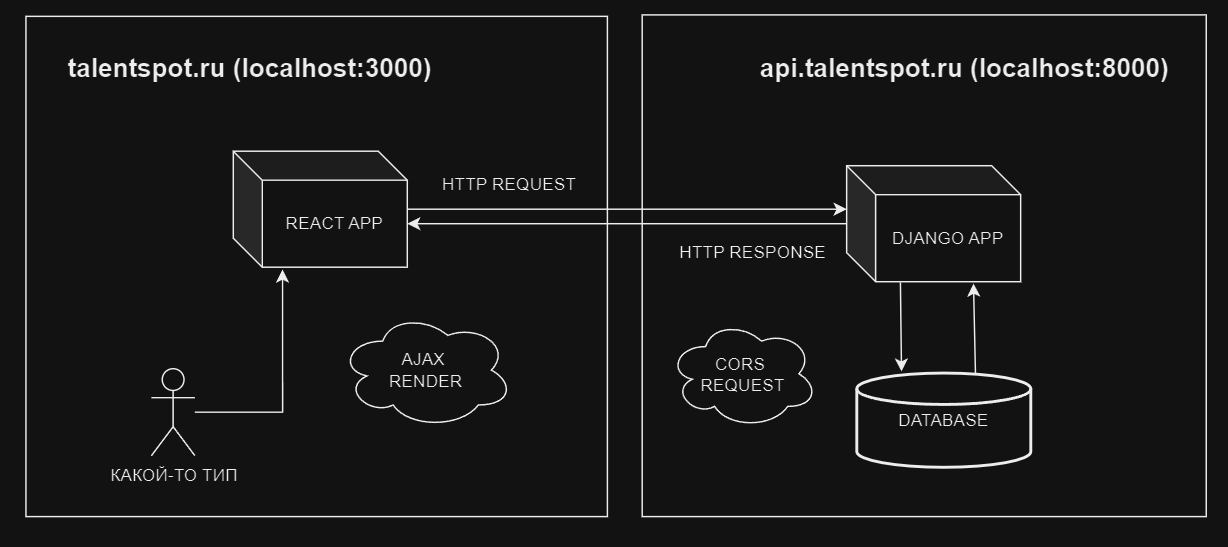 talentspot.ru (localhost:3000)
api.talentspot.ru (localhost:8000)
HTTP REQUEST
REACT APP
HTTP RESPONSE
DJANGO APP
AJAX
RENDER
CORS
REQUEST
DATABASE
КАКОЙ-ТО ТИП